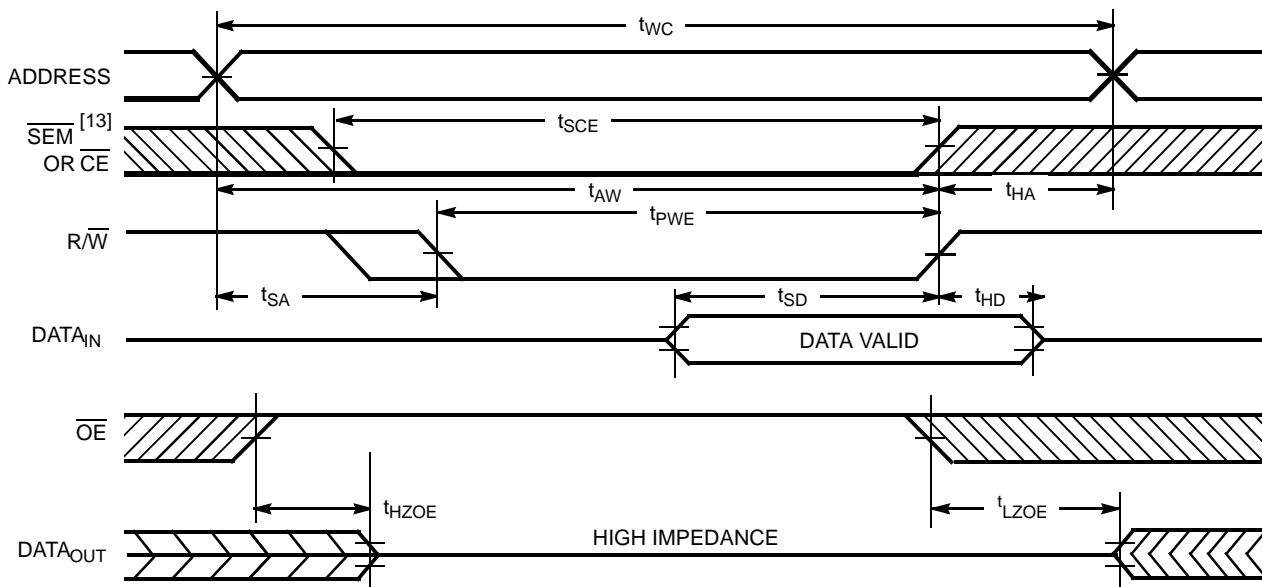 tWC
ADDRESS
SEM [13]
OR CE
tSCE
tAW
tHA
tPWE
R/W
tSA
tSD
tHD
DATAIN
DATA VALID
OE
tHZOE
tLZOE
HIGH IMPEDANCE
DATAOUT